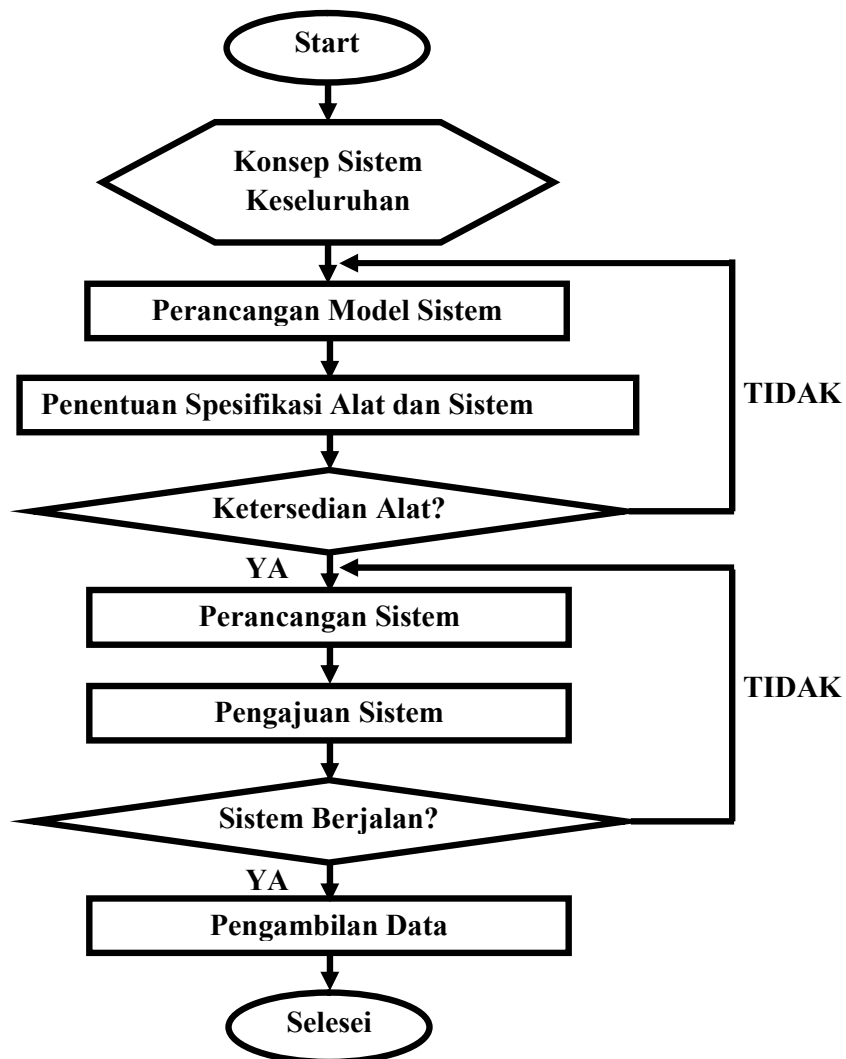 Start
Konsep Sistem
Keseluruhan
Perancangan Model Sistem
Penentuan Spesifikasi Alat dan Sistem
TIDAK
Ketersedian Alat?
YA
Perancangan Sistem
Pengajuan Sistem
TIDAK
Sistem Berjalan?
YA
Pengambilan Data
Selesei